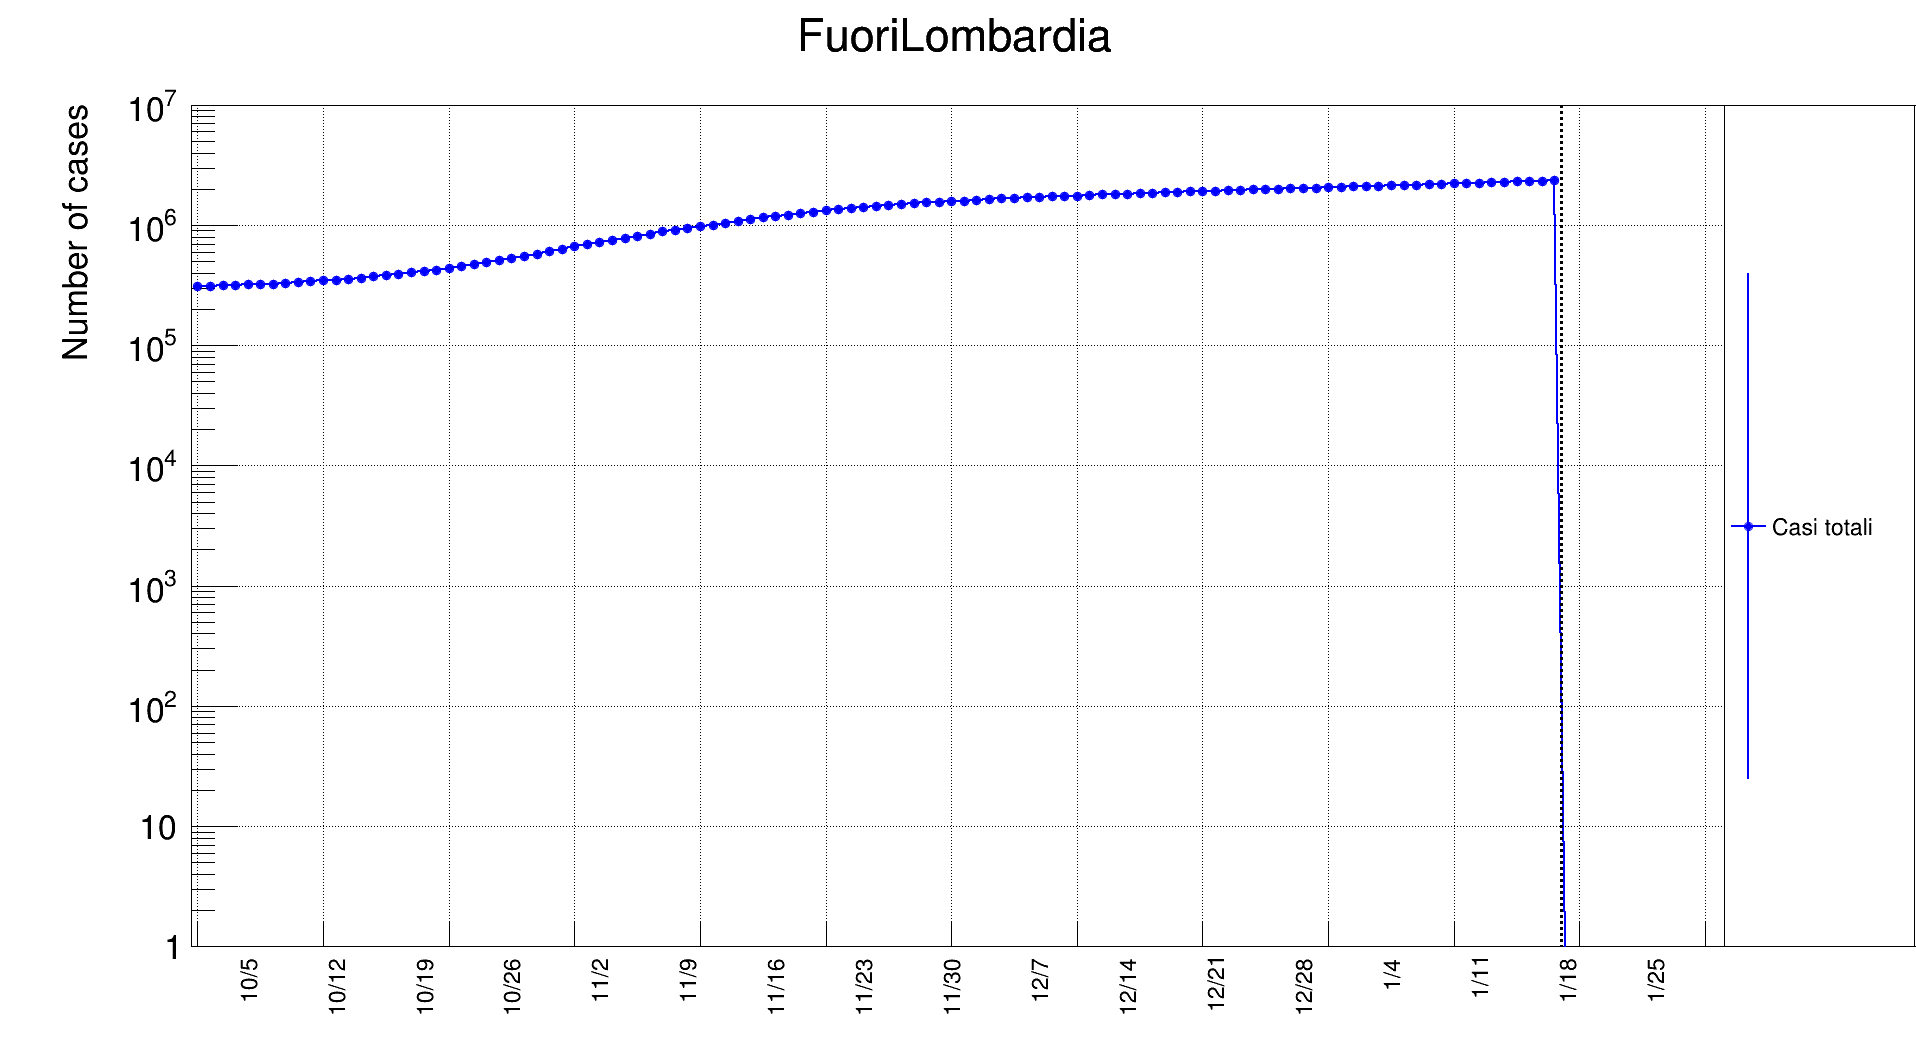 FuoriLombardia
Number of cases
10⁷
10⁶
10⁵
10⁴
10³
10²
10
1
10/5 10/12 10/19 10/26 11/2 11/9 11/16 11/23 11/30 12/7 12/14 12/21 12/28 1/4 1/11 1/18 1/25
Casi totali